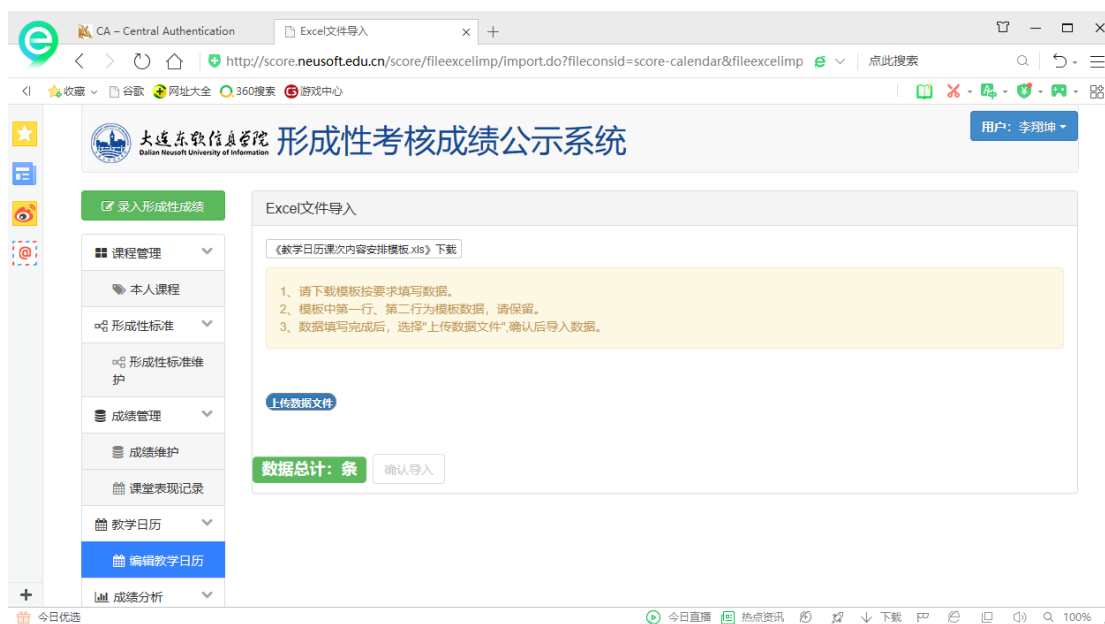 CA – Central Authentication
Excel文件导入
http://score.neusoft.edu.cn/score/fileexcelimp/import.do?fileconsid=score-calendar&fileexcelimp
点此搜索
收藏
谷歌
网址大全
360搜索
游戏中心
大连东软信息学院
Dalian Neusoft University of Information
形成性考核成绩公示系统
用户：李翔坤
录入形成性成绩
课程管理
本人课程
形成性标准
形成性标准维
护
成绩管理
成绩维护
课堂表现记录
教学日历
编辑教学日历
成绩分析
Excel文件导入
《教学日历课次内容安排模板.xls》下载
1、请下载模板按要求填写数据。
2、模板中第一行、第二行为模板数据，请保留。
3、数据填写完成后，选择"上传数据文件",确认后导入数据。
上传数据文件
数据总计：条
确认导入
今日优选
今日直播
热点资讯
下载
100%